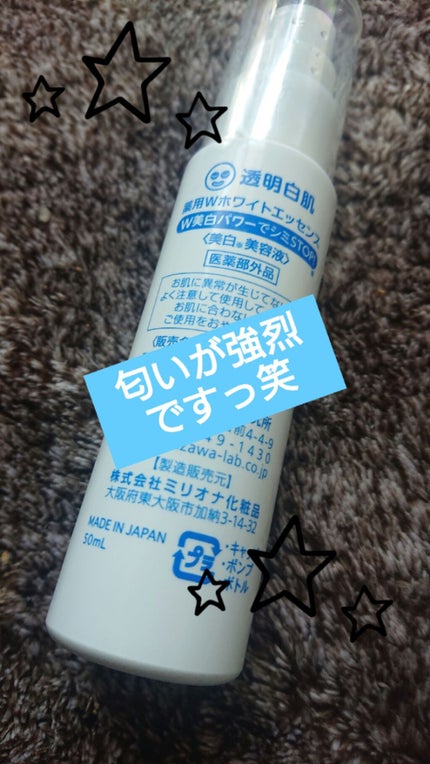 透明白肌
薬用Wホワイトエッセンス
W美白パワーでシミSTOP!
〈美白※美容液〉
医薬部外品
お肌に異常が生じてな
よく注意して使用して
お肌に合わない
ご使用をおや
〈販売
匂いが強烈
ですっ笑
前4-4-9
49-1430
zawa-lab.co.jp
【製造販売元】
株式会社ミリオナ化粧品
大阪府東大阪市加納3-14-32
MADE IN JAPAN
50mL
プラ
・キャ
・ポンプ
ボトル